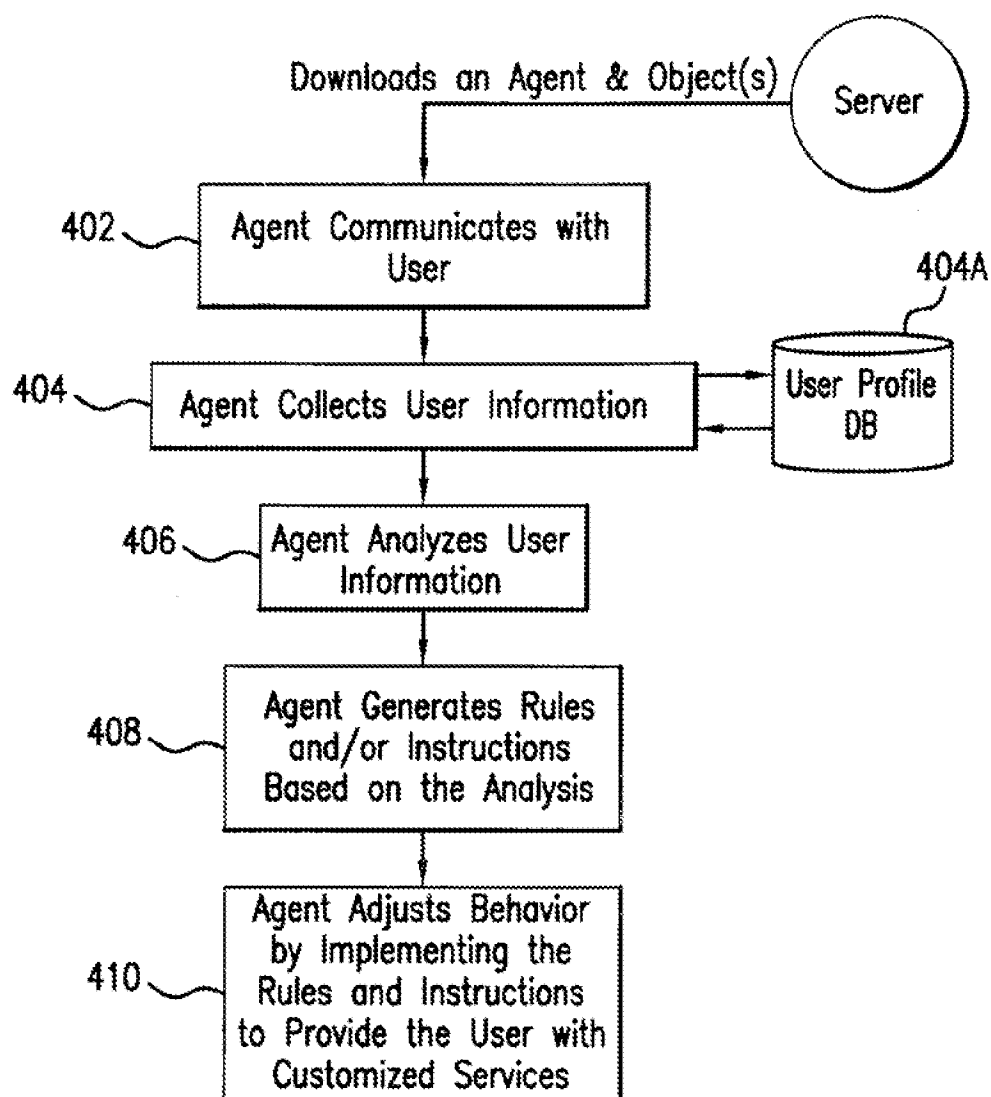 Downloads an Agent & Object(s)
Server
402
Agent Communicates with
User
404A
404
Agent Collects User Information
User Profile
DB
406
Agent Analyzes User
Information
408
Agent Generates Rules
and/or Instructions
Based on the Analysis
410
Agent Adjusts Behavior
by Implementing the
Rules and Instructions
to Provide the User with
Customized Services